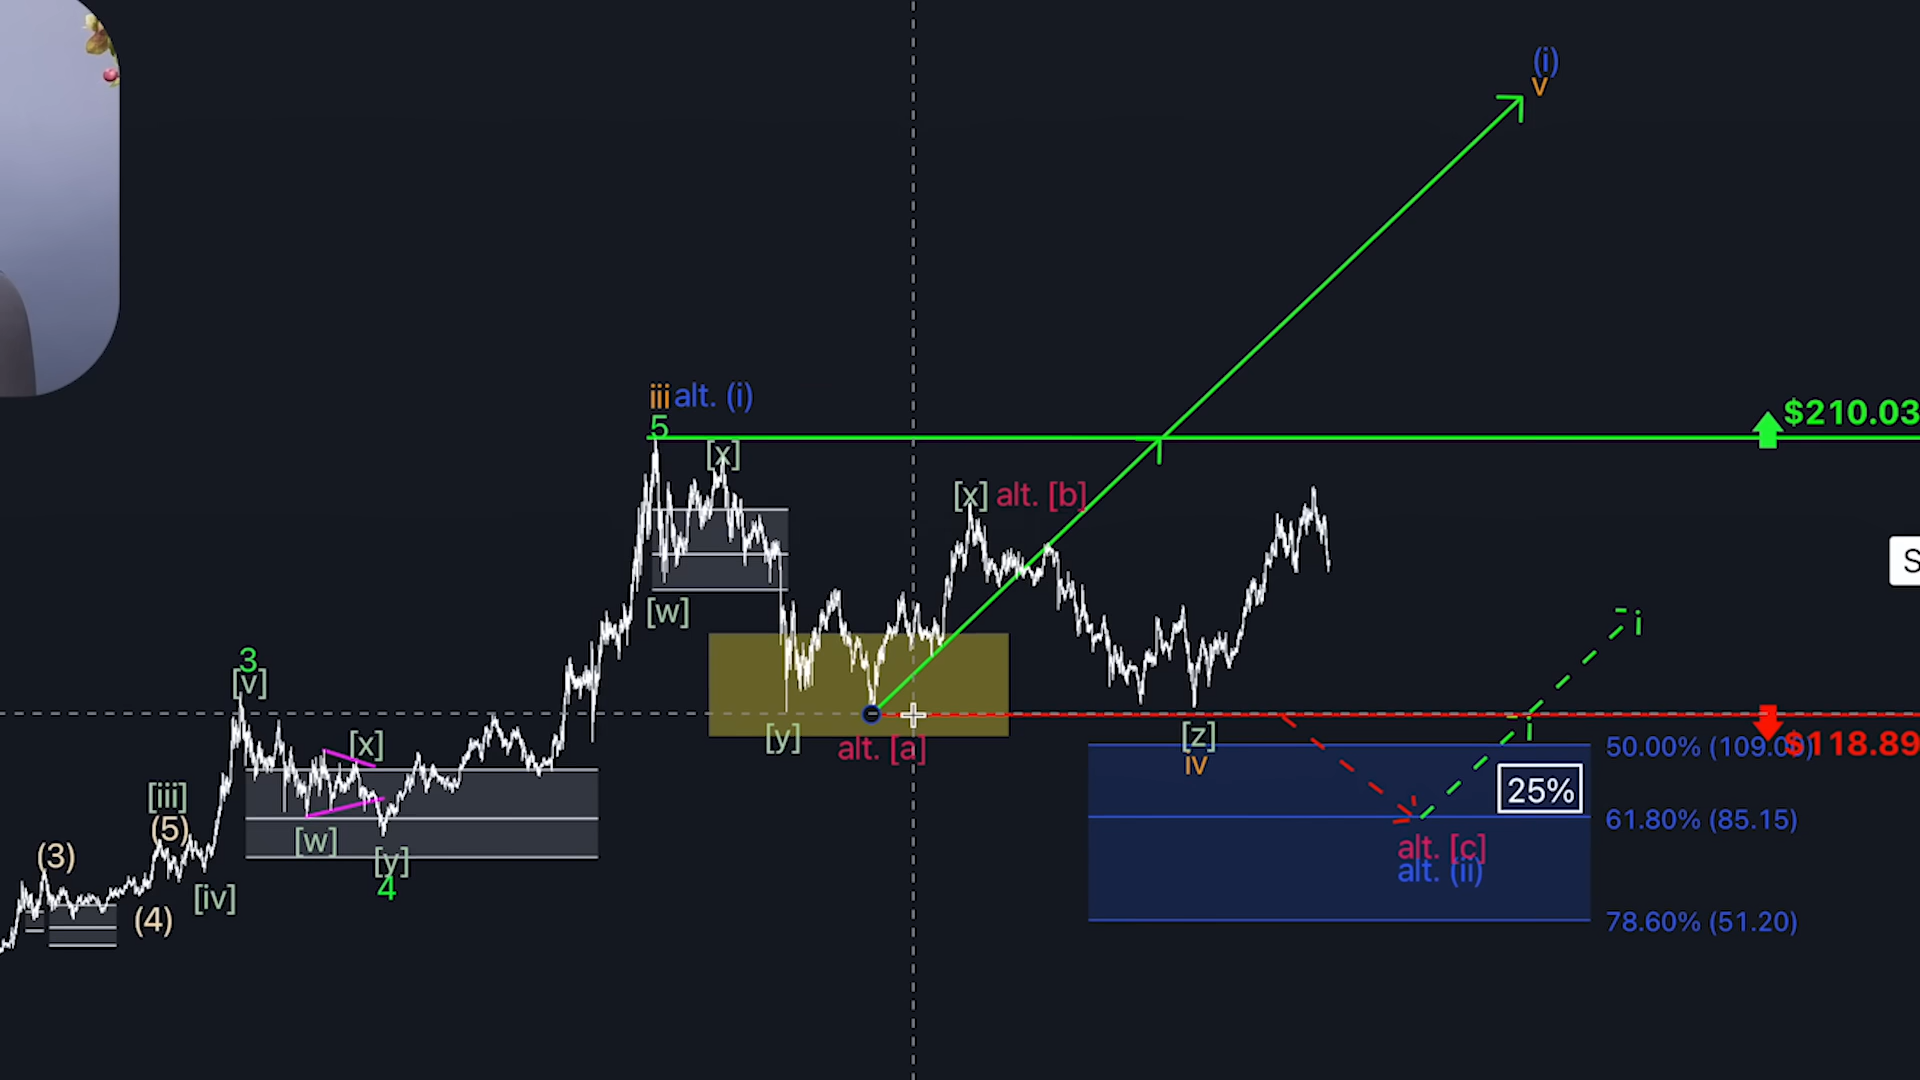 (i)
v
iii alt. (i)
5
$210.03
[x]
[x] alt. [b]
[w]
i
3
[v]
[x]
[y]
alt. [a]
[z]
iv
i
50.00% (109.0
$118.89
[iii]
(5)
25%
61.80% (85.15)
(3)
[w]
[y]
4
alt. [c]
alt. (ii)
[iv]
(4)
78.60% (51.20)
S